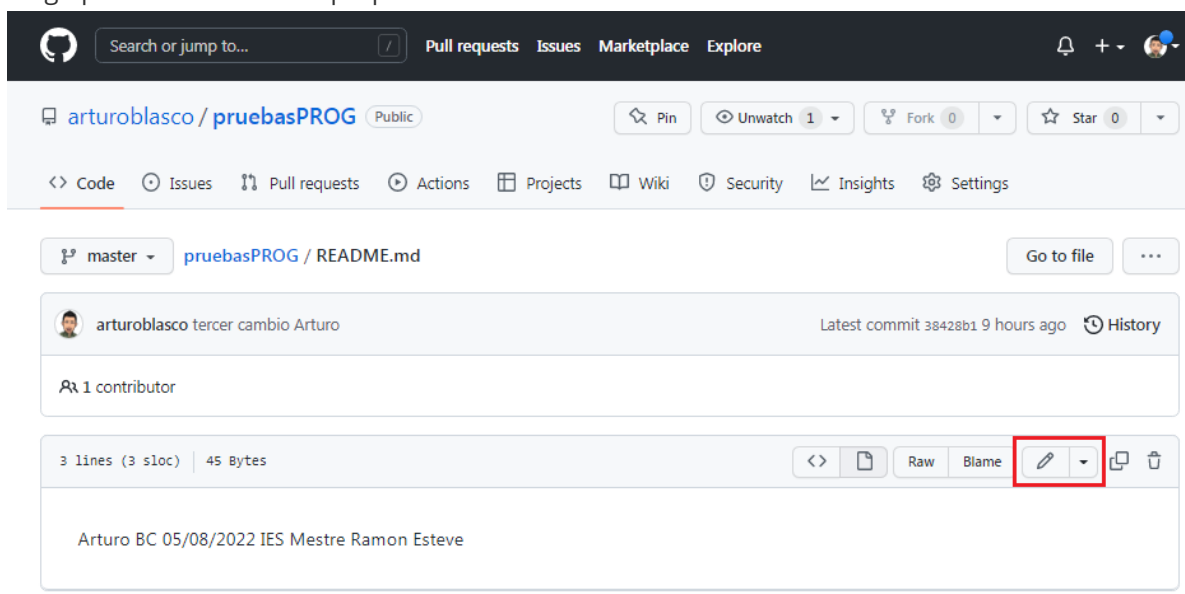 Search or jump to... / Pull requests Issues Marketplace Explore
arturoblasco / pruebasPROG Public Pin Unwatch 1 Fork 0 Star 0
<> Code Issues Pull requests Actions Projects Wiki Security Insights Settings
master pruebasPROG / README.md Go to file ...
arturoblasco tercer cambio Arturo Latest commit 38428b1 9 hours ago History
1 contributor
3 lines (3 sloc) 45 Bytes <> Raw Blame
Arturo BC 05/08/2022 IES Mestre Ramon Esteve